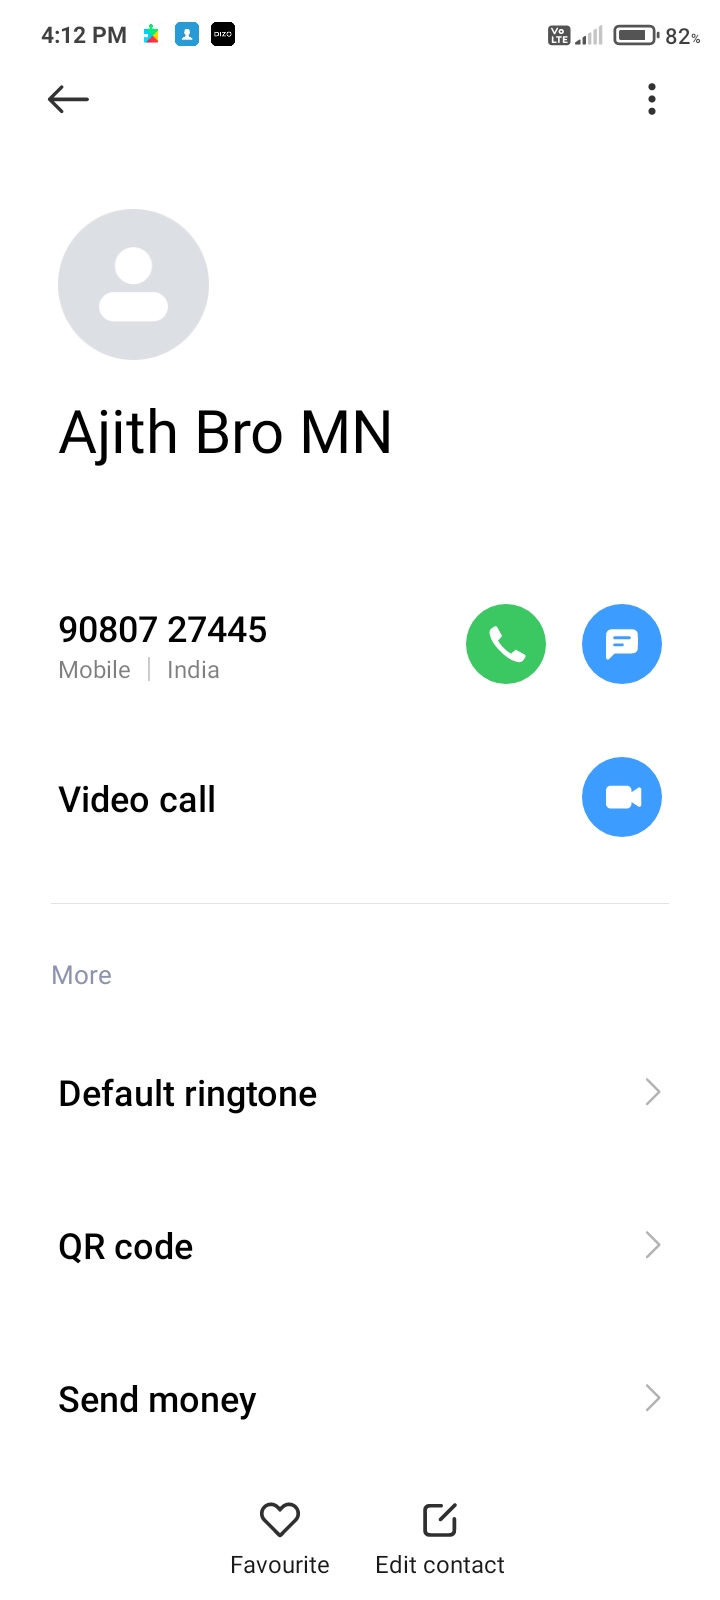 4:12 PM DIZO Vo LTE 82%
Ajith Bro MN
90807 27445
Mobile | India
Video call
More
Default ringtone
QR code
Send money
Favourite Edit contact